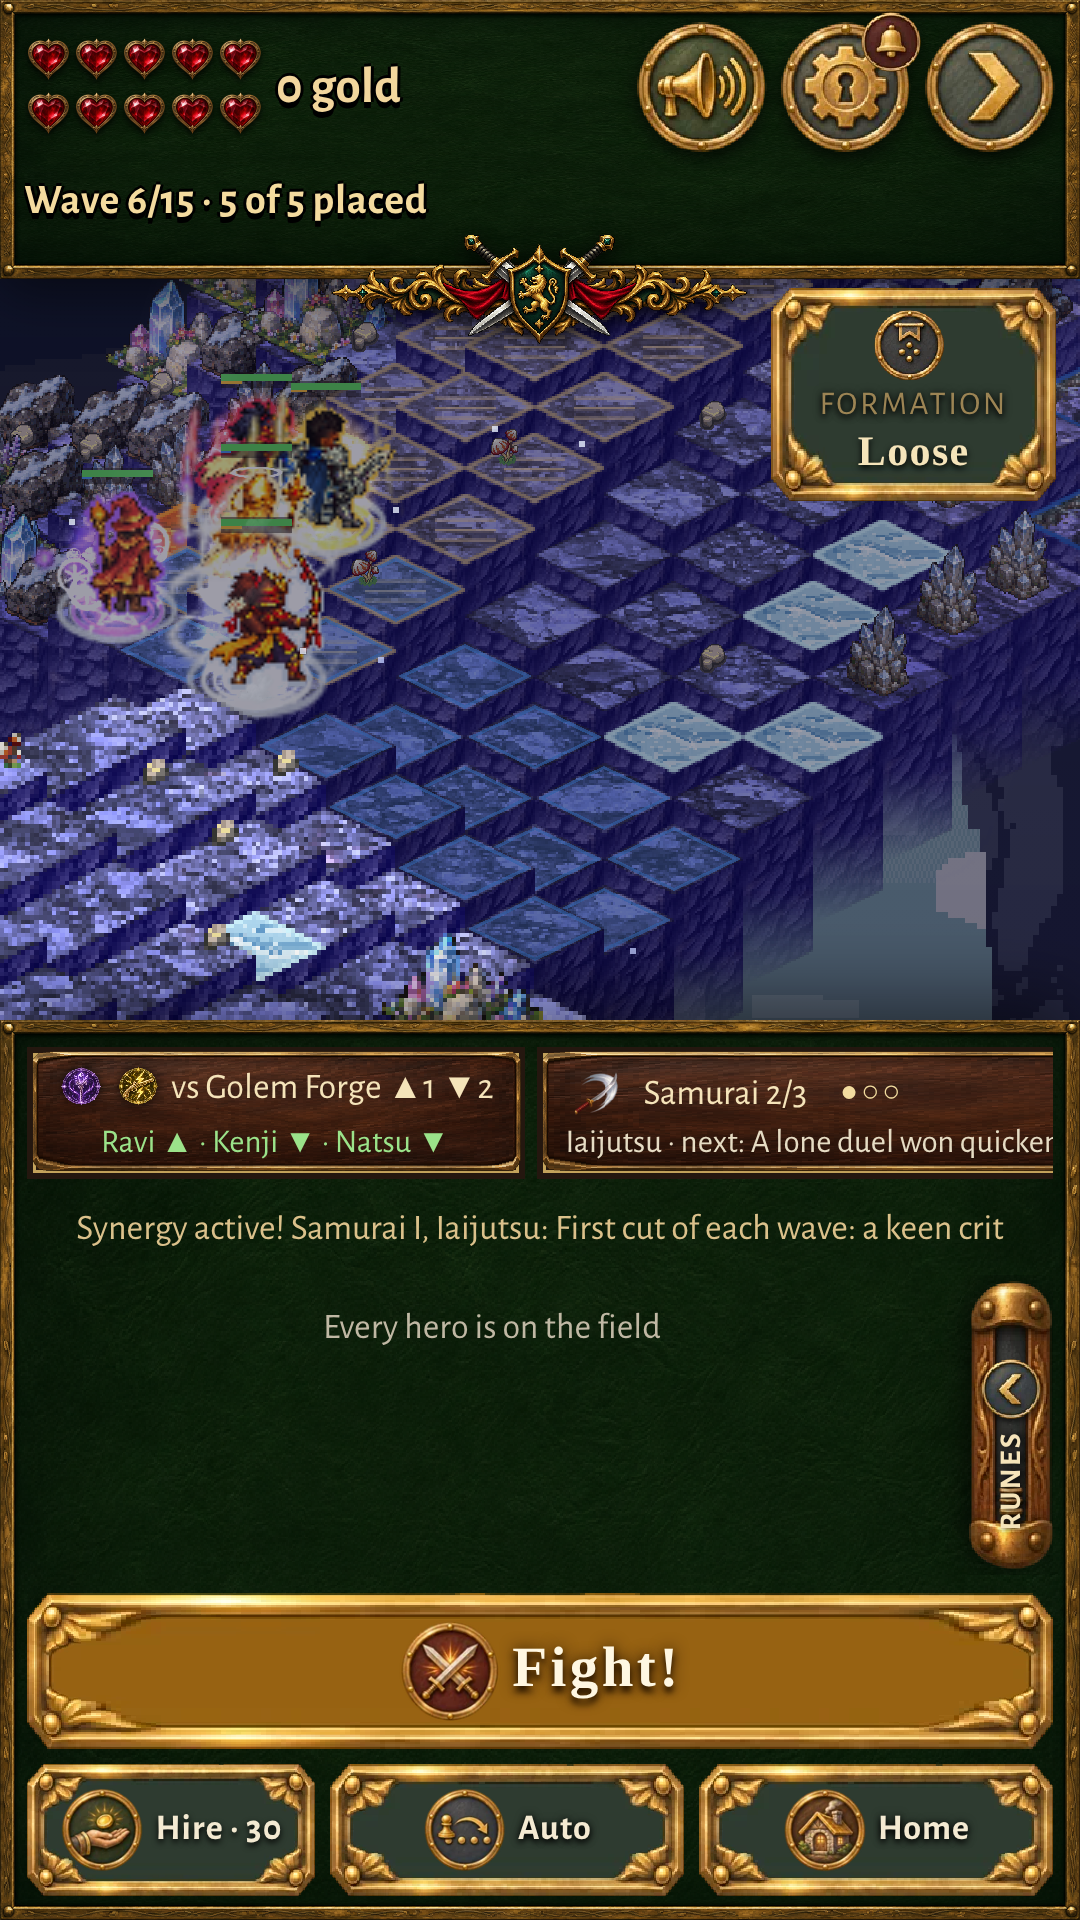 0 gold
Wave 6/15 · 5 of 5 placed
FORMATION
Loose
vs Golem Forge ▲1 ▼2
Ravi ▲ · Kenji ▼ · Natsu ▼
Samurai 2/3 ●○○
Iaijutsu · next: A lone duel won quicker
Synergy active! Samurai I, Iaijutsu: First cut of each wave: a keen crit
Every hero is on the field
RUNES
Fight!
Hire · 30
Auto
Home